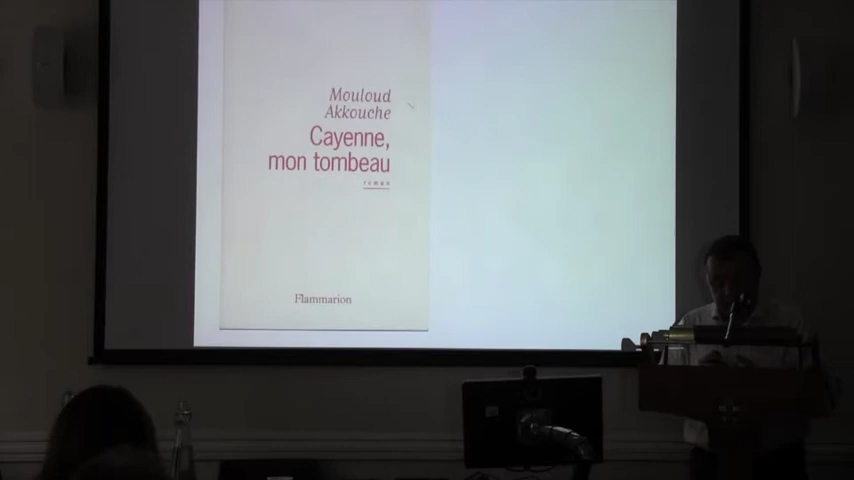 Mouloud
Akkouche
Cayenne,
mon tombeau
roman
Flammarion